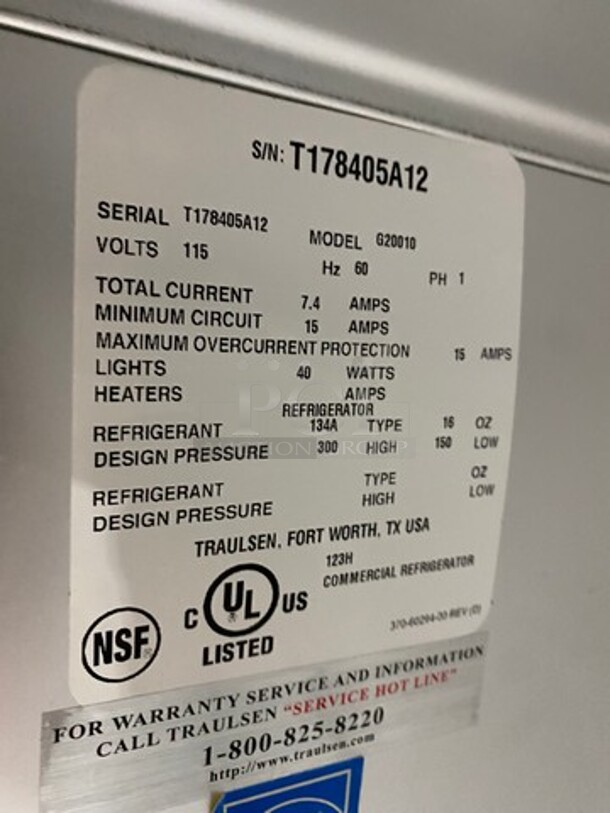 S/N: T178405A12
SERIAL T178405A12 MODEL G20010
VOLTS 115 Hz 60 PH 1
TOTAL CURRENT 7.4 AMPS
MINIMUM CIRCUIT 15 AMPS
MAXIMUM OVERCURRENT PROTECTION 15 AMPS
LIGHTS 40 WATTS
HEATERS AMPS
REFRIGERATOR
REFRIGERANT 134A TYPE 16 OZ
DESIGN PRESSURE 300 HIGH 150 LOW
REFRIGERANT TYPE OZ
DESIGN PRESSURE HIGH LOW
TRAULSEN, FORT WORTH, TX USA
123H
COMMERCIAL REFRIGERATOR
C UL US
LISTED
®
NSF
®
370-60294-00 REV (D)
FOR WARRANTY SERVICE AND INFORMATION
CALL TRAULSEN "SERVICE HOT LINE"
1-800-825-8220
http://www.traulsen.com